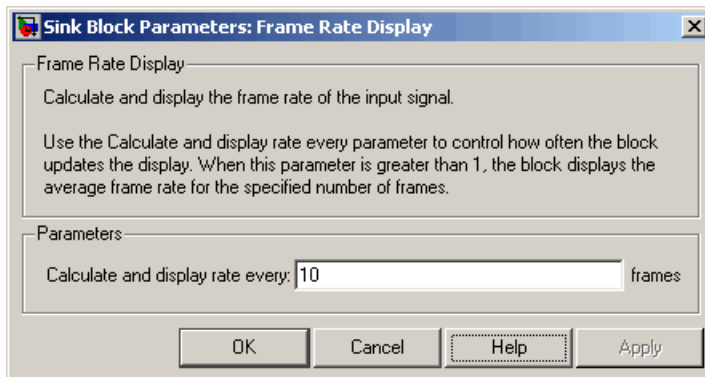 Sink Block Parameters: Frame Rate Display
Frame Rate Display
Calculate and display the frame rate of the input signal.
Use the Calculate and display rate every parameter to control how often the block
updates the display. When this parameter is greater than 1, the block displays the
average frame rate for the specified number of frames.
Parameters
Calculate and display rate every: 10 frames
OK Cancel Help Apply